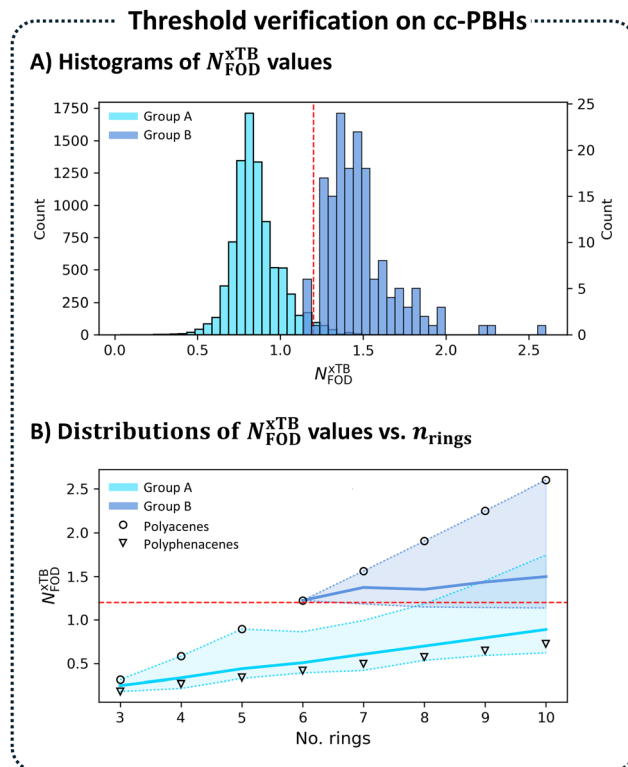 Threshold verification on cc-PBHs
A) Histograms of N_FOD^xTB values
1750
1500
1250
1000
750
500
250
0
Count
Group A
Group B
25
20
15
10
5
0
Count
0.0 0.5 1.0 1.5 2.0 2.5
N_FOD^xTB
B) Distributions of N_FOD^xTB values vs. n_rings
2.5
2.0
1.5
1.0
0.5
N_FOD^xTB
Group A
Group B
Polyacenes
Polyphenacenes
3 4 5 6 7 8 9 10
No. rings